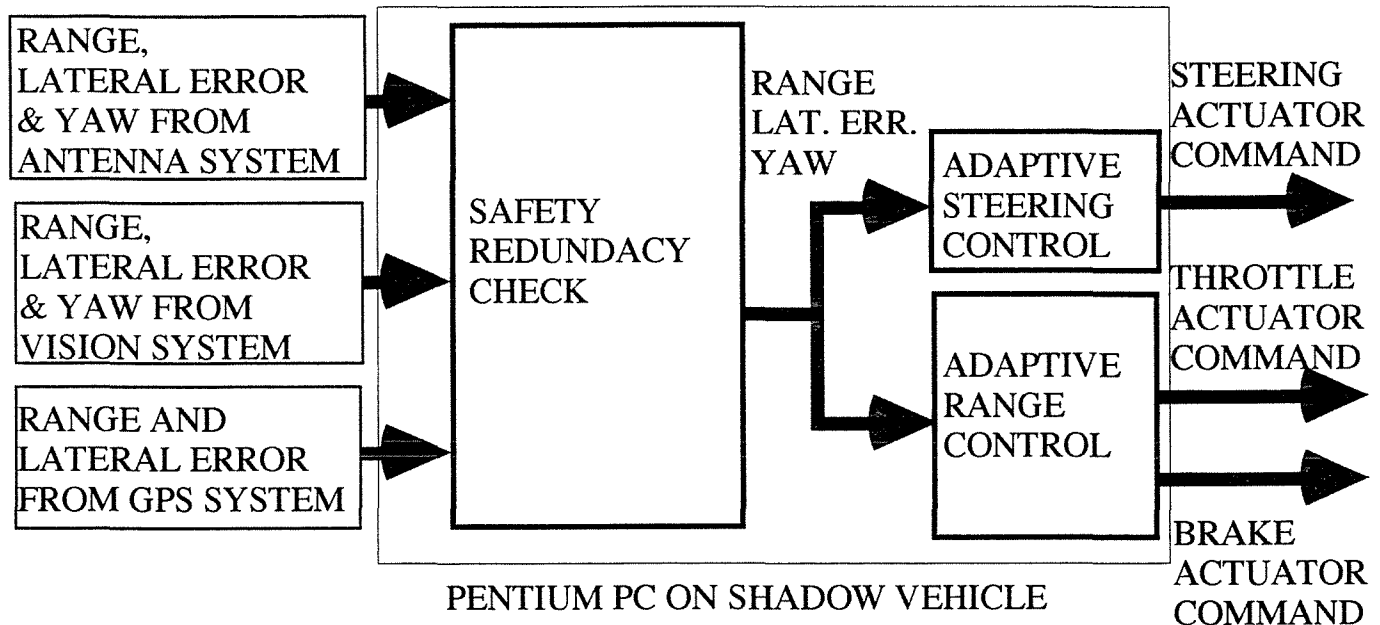 RANGE,
LATERAL ERROR
& YAW FROM
ANTENNA SYSTEM
RANGE,
LATERAL ERROR
& YAW FROM
VISION SYSTEM
RANGE AND
LATERAL ERROR
FROM GPS SYSTEM
SAFETY
REDUNDACY
CHECK
RANGE
LAT. ERR.
YAW
ADAPTIVE
STEERING
CONTROL
ADAPTIVE
RANGE
CONTROL
STEERING
ACTUATOR
COMMAND
THROTTLE
ACTUATOR
COMMAND
BRAKE
ACTUATOR
COMMAND
PENTIUM PC ON SHADOW VEHICLE